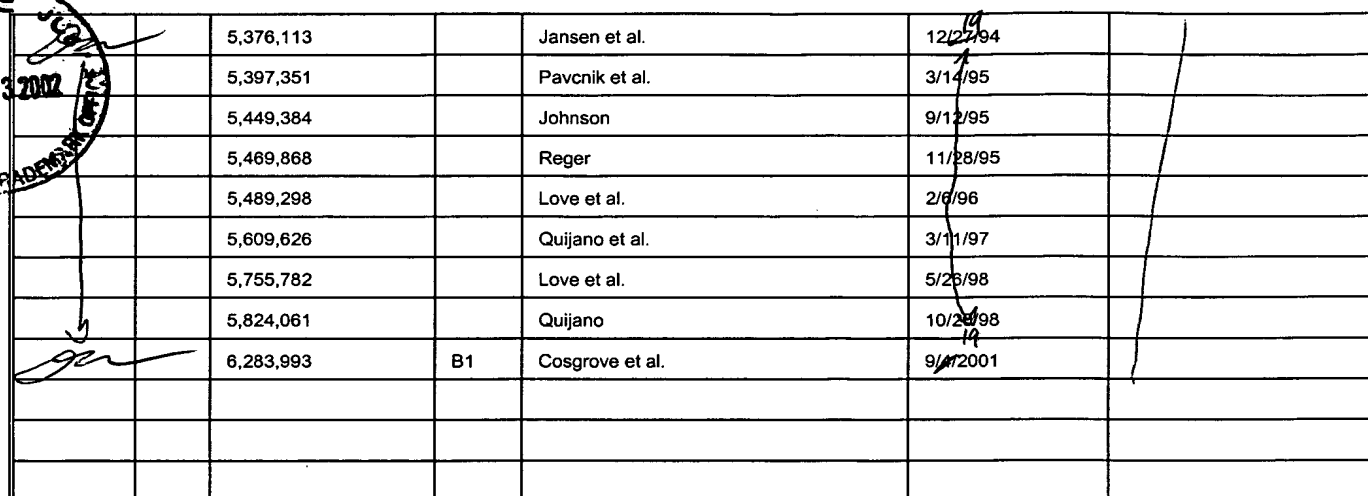 5,376,113 Jansen et al. 12/27/94
19
3 2002 5,397,351 Pavcnik et al. 3/14/95
5,449,384 Johnson 9/12/95
5,469,868 Reger 11/28/95
5,489,298 Love et al. 2/6/96
5,609,626 Quijano et al. 3/11/97
5,755,782 Love et al. 5/26/98
5,824,061 Quijano 10/20/98
19
6,283,993 B1 Cosgrove et al. 9/4/2001